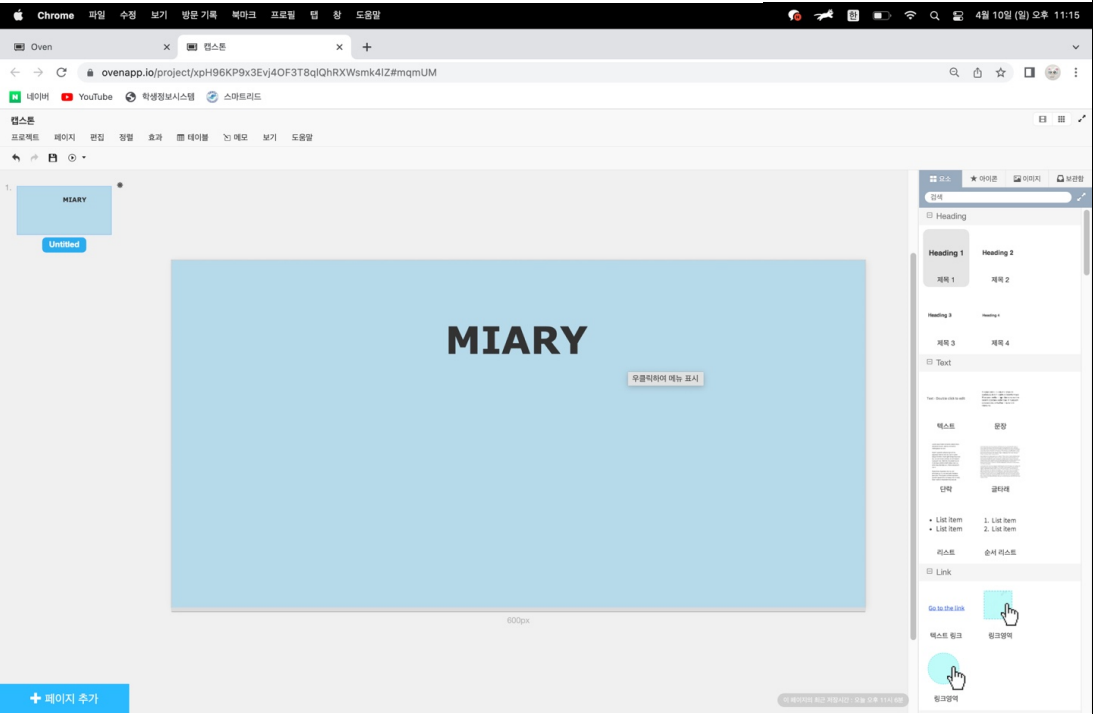 Chrome 파일 수정 보기 방문 기록 북마크 프로필 탭 창 도움말 한 4월 10일 (일) 오후 11:15
Oven 캡스톤
ovenapp.io/project/xpH96KP9x3Evj4OF3T8qIQhRXWsmk4IZ#mqmUM
네이버 YouTube 학생정보시스템 스마트리드
캡스톤
프로젝트 페이지 편집 정렬 효과 테이블 메모 보기 도움말
1.
MIARY
Untitled
MIARY
우클릭하여 메뉴 표시
600px
페이지 추가
요소 아이콘 이미지 보관함
검색
Heading
Heading 1 Heading 2
제목 1 제목 2
Heading 3 Heading 4
제목 3 제목 4
Text
텍스트 문장
단락 글타래
• List item 1. List item
• List item 2. List item
리스트 순서 리스트
Link
Go to the link
텍스트 링크 링크영역
링크영역